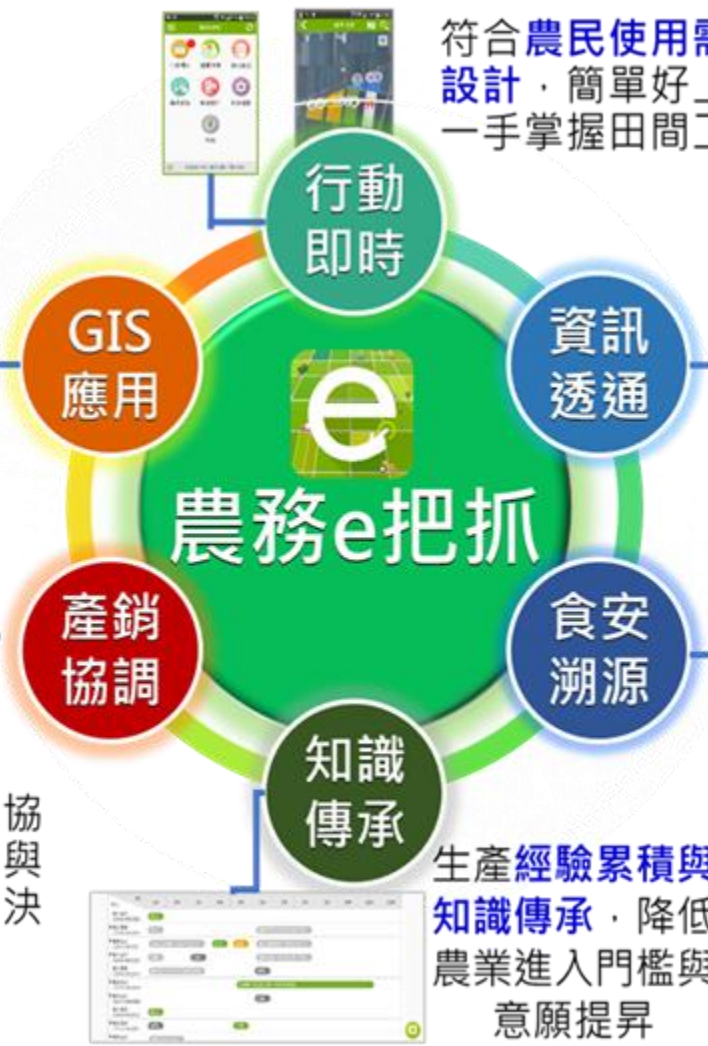 符合農民使用需
設計，簡單好
一手掌握田間
行動
即時
GIS
應用
資訊
透通
e
農務e把抓
產銷
協調
食安
溯源
知識
傳承
協
與
決
生產經驗累積與
知識傳承，降低
農業進入門檻與
意願提昇